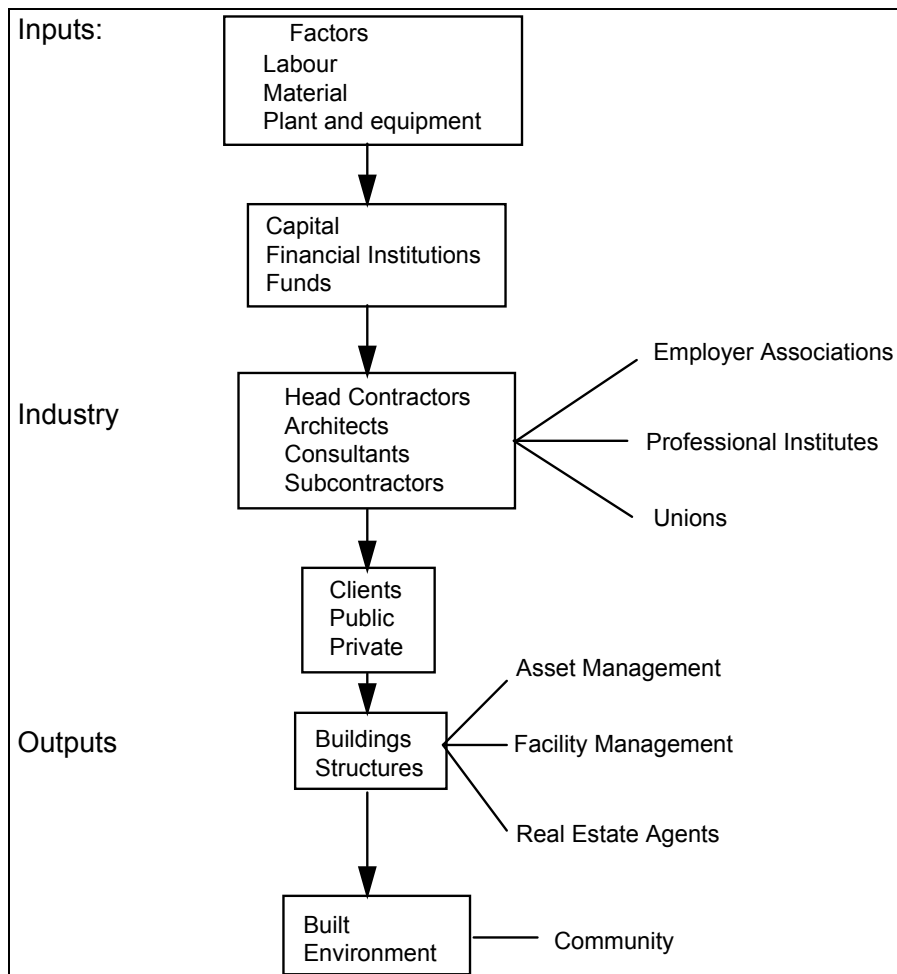 Inputs:
Factors
Labour
Material
Plant and equipment
Capital
Financial Institutions
Funds
Industry
Head Contractors
Architects
Consultants
Subcontractors
Employer Associations
Professional Institutes
Unions
Clients
Public
Private
Outputs
Buildings
Structures
Asset Management
Facility Management
Real Estate Agents
Built
Environment
Community